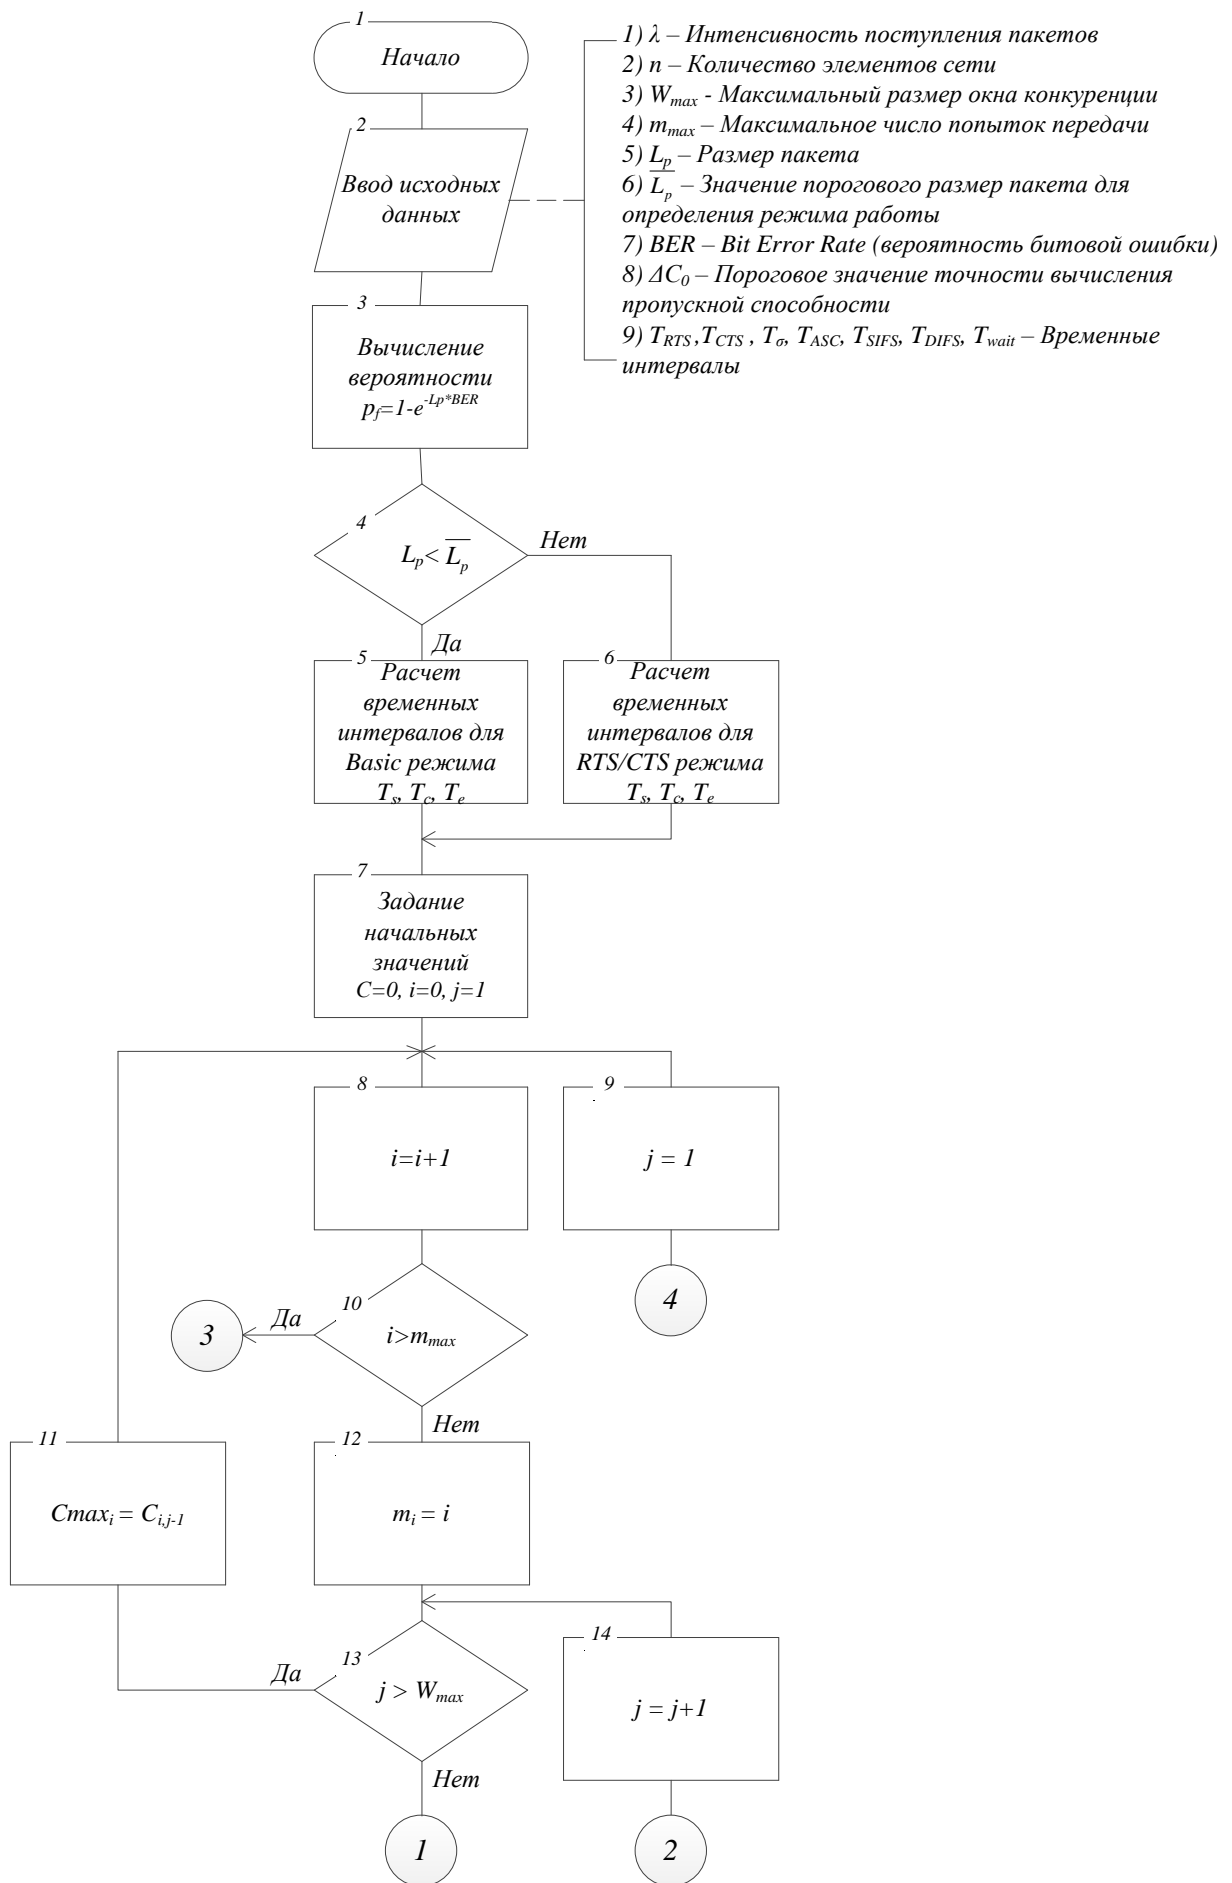 1
Начало
1) λ – Интенсивность поступления пакетов
2) n – Количество элементов сети
3) Wmax - Максимальный размер окна конкуренции
4) mmax – Максимальное число попыток передачи
5) Lp – Размер пакета
6) L̅p – Значение порогового размер пакета для
определения режима работы
7) BER – Bit Error Rate (вероятность битовой ошибки)
8) ΔC0 – Пороговое значение точности вычисления
пропускной способности
9) TRTS ,TCTS , Tσ, TASC, TSIFS, TDIFS, Twait – Временные
интервалы
2
Ввод исходных
данных
3
Вычисление
вероятности
pf=1-e-Lp*BER
4
Lp< L̅p
Нет
Да
5
Расчет
временных
интервалов для
Basic режима
Ts, Tc, Te
6
Расчет
временных
интервалов для
RTS/CTS режима
Ts, Tc, Te
7
Задание
начальных
значений
C=0, i=0, j=1
8
i=i+1
9
j = 1
4
10
i>mmax
Да
3
Нет
11
Cmaxi = Ci,j-1
12
mi = i
13
j > Wmax
Да
Нет
14
j = j+1
1
2